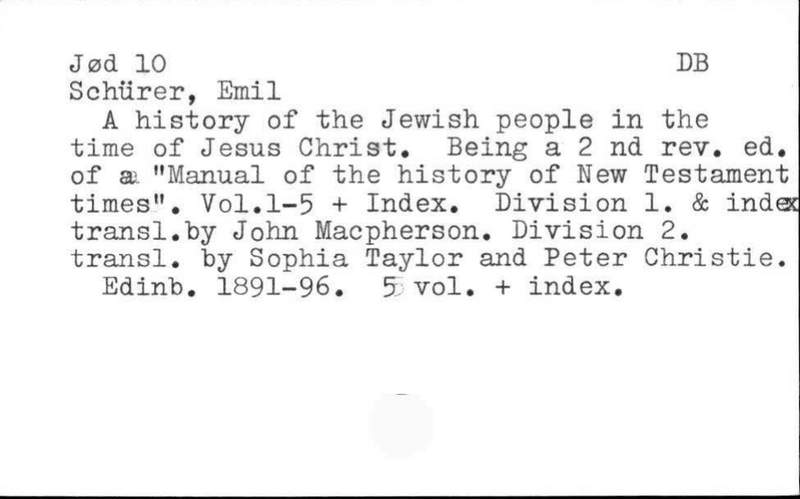 Jød 10 DB
Schürer, Emil
A history of the Jewish people in the
time of Jesus Christ. Being a 2 nd rev. ed.
of a "Manual of the history of New Testament
times". Vol.1-5 + Index. Division 1. & index
transl.by John Macpherson. Division 2.
transl. by Sophia Taylor and Peter Christie.
Edinb. 1891-96. 5 vol. + index.